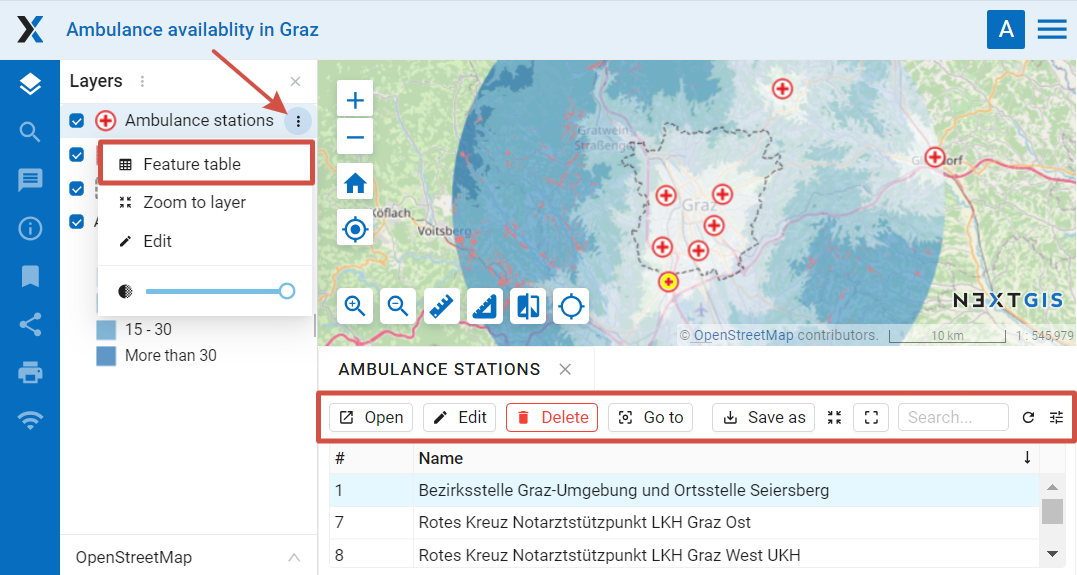 Ambulance availablity in Graz
A
Layers
Ambulance stations
Feature table
Zoom to layer
Edit
15 - 30
More than 30
OpenStreetMap
Gratwein-
Straßengel
Graz
Köflach
Voitsberg
NEXTGIS
© OpenStreetMap contributors.
10 km
1 : 545,979
AMBULANCE STATIONS
Open
Edit
Delete
Go to
Save as
Search...
# Name
1 Bezirksstelle Graz-Umgebung und Ortsstelle Seiersberg
7 Rotes Kreuz Notarztstützpunkt LKH Graz Ost
8 Rotes Kreuz Notarztstützpunkt LKH Graz West UKH